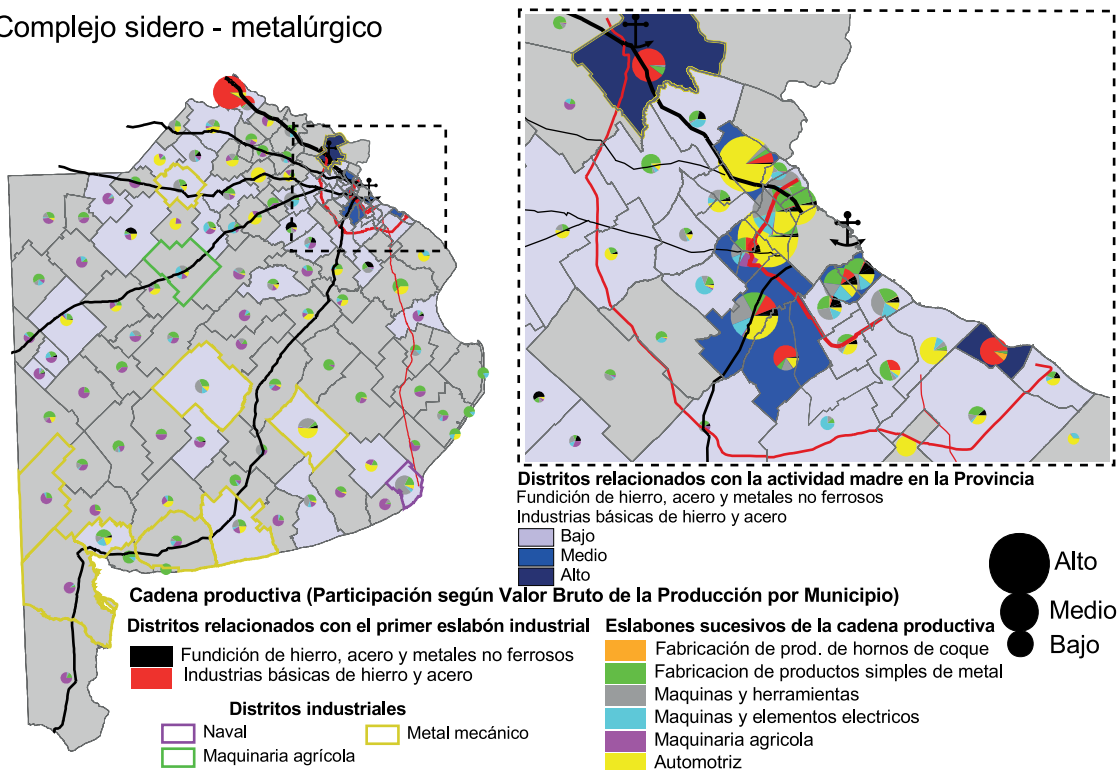 Complejo sidero - metalúrgico
Distritos relacionados con la actividad madre en la Provincia
Fundición de hierro, acero y metales no ferrosos
Industrias básicas de hierro y acero
Bajo
Medio
Alto
Alto
Medio
Bajo
Cadena productiva (Participación según Valor Bruto de la Producción por Municipio)
Distritos relacionados con el primer eslabón industrial
Fundición de hierro, acero y metales no ferrosos
Industrias básicas de hierro y acero
Distritos industriales
Naval
Metal mecánico
Maquinaria agrícola
Eslabones sucesivos de la cadena productiva
Fabricación de prod. de hornos de coque
Fabricacion de productos simples de metal
Maquinas y herramientas
Maquinas y elementos electricos
Maquinaria agricola
Automotriz